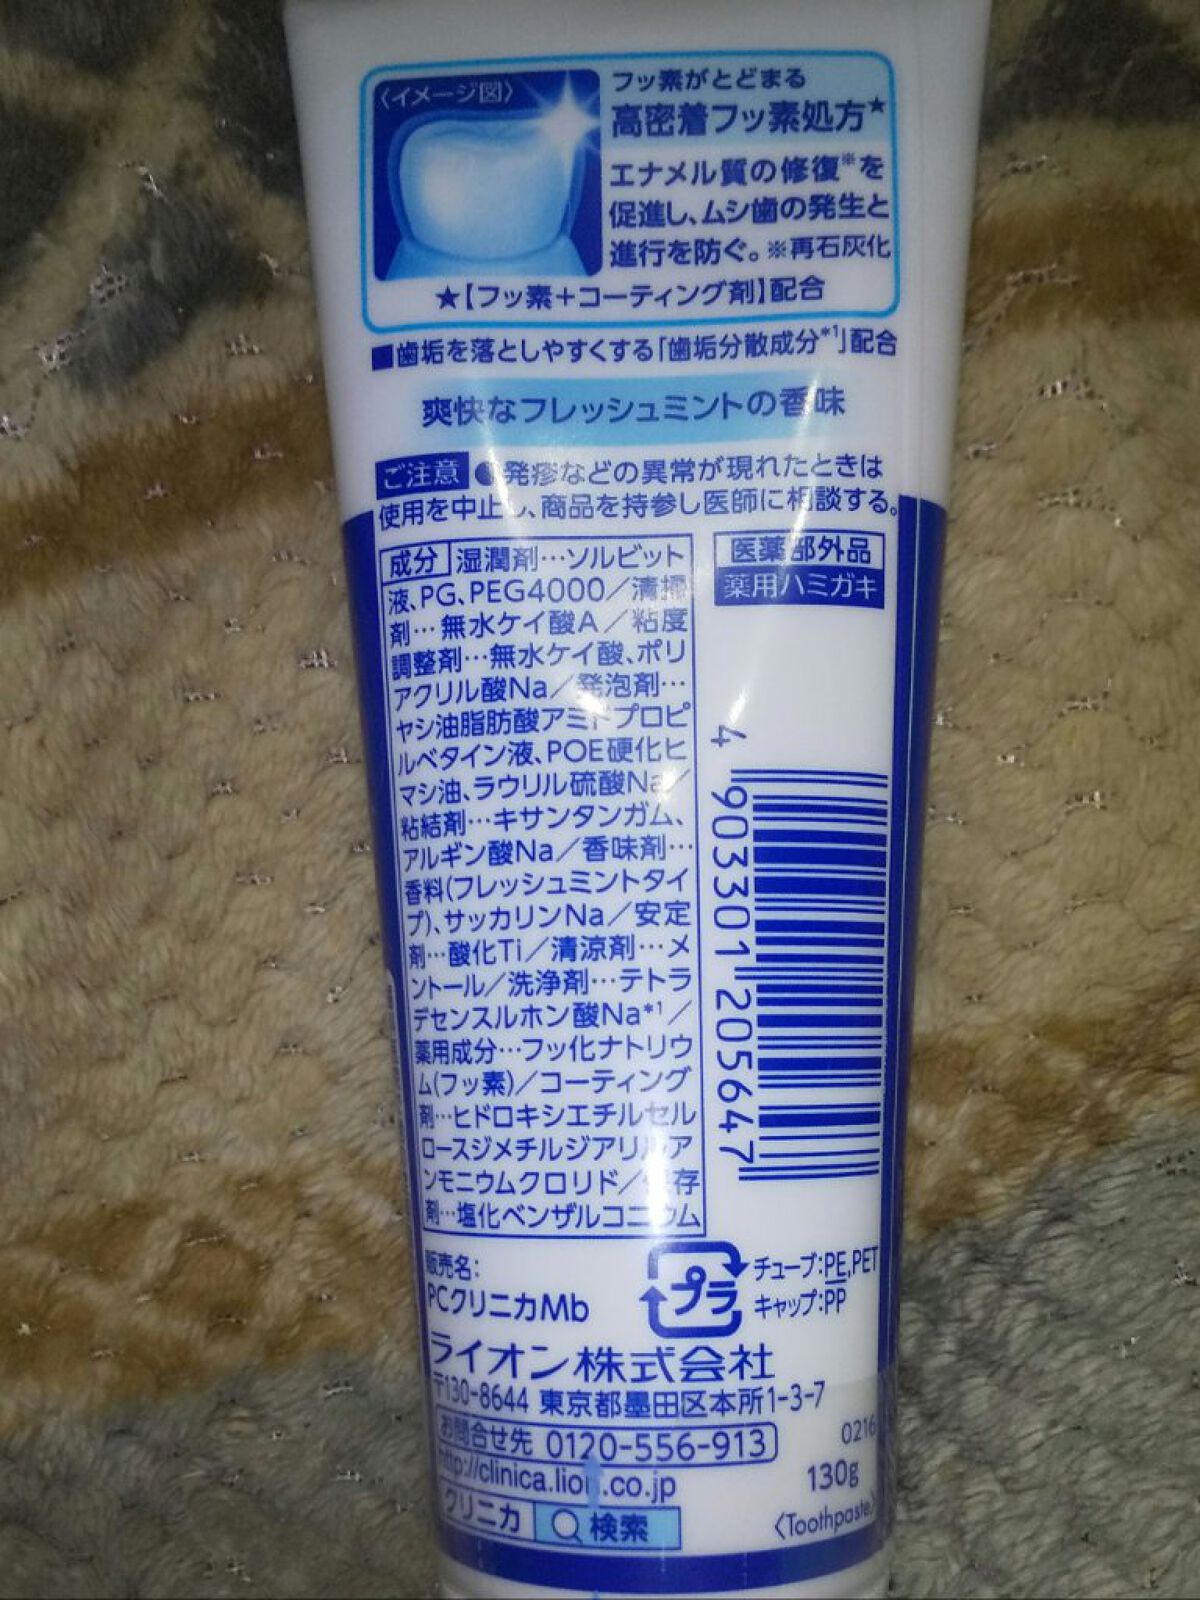 〈イメージ図〉
フッ素がとどまる
高密着フッ素処方★
エナメル質の修復※を
促進し、ムシ歯の発生と
進行を防ぐ。※再石灰化
★【フッ素+コーティング剤】配合
■歯垢を落としやすくする「歯垢分散成分*1」配合
爽快なフレッシュミントの香味
ご注意 ●発疹などの異常が現れたときは
使用を中止し、商品を持参し医師に相談する。
成分 湿潤剤…ソルビット
液、PG、PEG4000/清掃
剤…無水ケイ酸A/粘度
調整剤…無水ケイ酸、ポリ
アクリル酸Na/発泡剤…
ヤシ油脂肪酸アミドプロピ
ルベタイン液、POE硬化ヒ
マシ油、ラウリル硫酸Na/
粘結剤…キサンタンガム、
アルギン酸Na/香味剤…
香料(フレッシュミントタイ
プ)、サッカリンNa/安定
剤…酸化Ti/清涼剤…メ
ントール/洗浄剤…テトラ
デセンスルホン酸Na*1/
薬用成分…フッ化ナトリウ
ム(フッ素)/コーティング
剤…ヒドロキシエチルセル
ロースジメチルジアリルア
ンモニウムクロリド/保存
剤…塩化ベンザルコニウム
医薬部外品
薬用ハミガキ
4 903301 205647
販売名:
PCクリニカMb
プラ
チューブ:PE,PET
キャップ:PP
ライオン株式会社
〒130-8644 東京都墨田区本所1-3-7
お問合せ先 0120-556-913
http://clinica.lion.co.jp
クリニカ 検索
0216
130g
〈Toothpaste〉